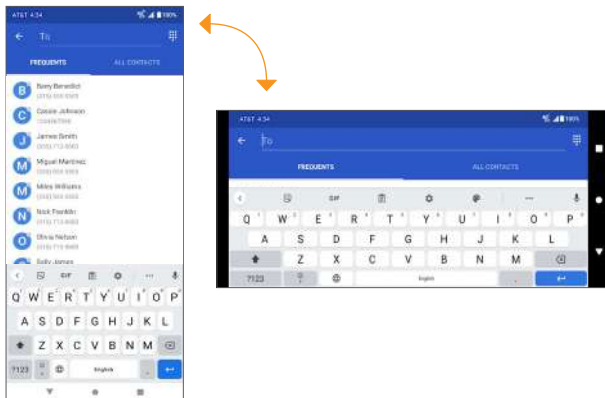 AT&T 4:34 100%
To
FREQUENTS ALL CONTACTS
B Barry Benedict
C Cassie Johnson
J James Smith
M Miguel Martinez
M Miles Williams
N Nick Franklin
O Olivia Nelson
Sally James
GIF
Q W E R T Y U I O P
A S D F G H J K L
Z X C V B N M
?123 English .
AT&T 4:34 100%
To
FREQUENTS ALL CONTACTS
GIF
Q W E R T Y U I O P
A S D F G H J K L
Z X C V B N M
?123 English .